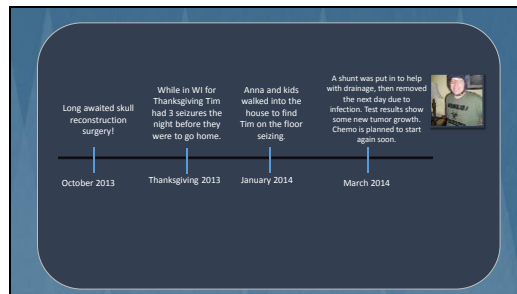 Long awaited skull
reconstruction
surgery!
October 2013
While in WI for
Thanksgiving Tim
had 3 seizures the
night before they
were to go home.
Thanksgiving 2013
Anna and kids
walked into the
house to find
Tim on the floor
seizing.
January 2014
A shunt was put in to help
with drainage, then removed
the next day due to
infection. Test results show
some new tumor growth.
Chemo is planned to start
again soon.
March 2014